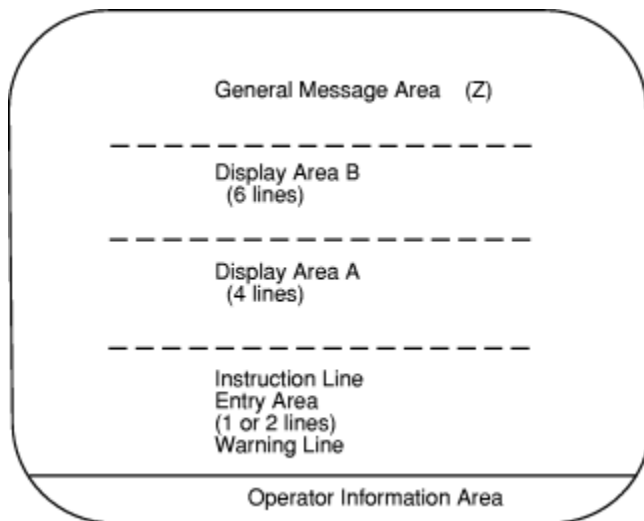 General Message Area (Z)
Display Area B
(6 lines)
Display Area A
(4 lines)
Instruction Line
Entry Area
(1 or 2 lines)
Warning Line
Operator Information Area